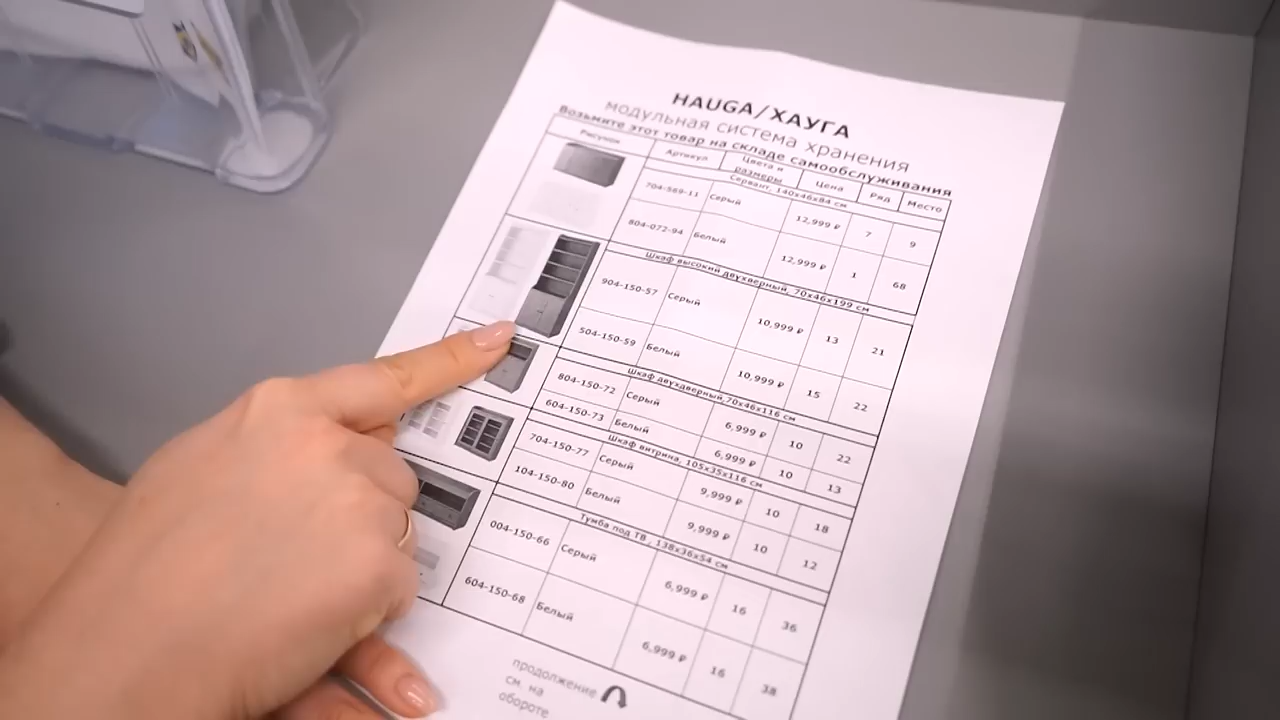 HAUGA/ХАУГА
модульная система хранения
Возьмите этот товар на складе самообслуживания
Рисунок Артикул Цвета и размеры Цена Ряд Место
Сервант, 140х46х84 см
704-569-11 Серый 12,999 ₽ 7 9
804-072-94 Белый 12,999 ₽ 1 68
Шкаф высокий двухдверный, 70х46х199 см
904-150-57 Серый 10,999 ₽ 13 21
504-150-59 Белый 10,999 ₽ 15 22
Шкаф двухдверный,70х46х116 см
804-150-72 Серый 6,999 ₽ 10 22
604-150-73 Белый 6,999 ₽ 10 13
Шкаф витрина, 105х35х116 см
704-150-77 Серый 9,999 ₽ 10 18
104-150-80 Белый 9,999 ₽ 10 12
Тумба под ТВ , 138х36х54 см
004-150-66 Серый 6,999 ₽ 16 36
604-150-68 Белый 6,999 ₽ 16 38
продолжение
см. на
обороте